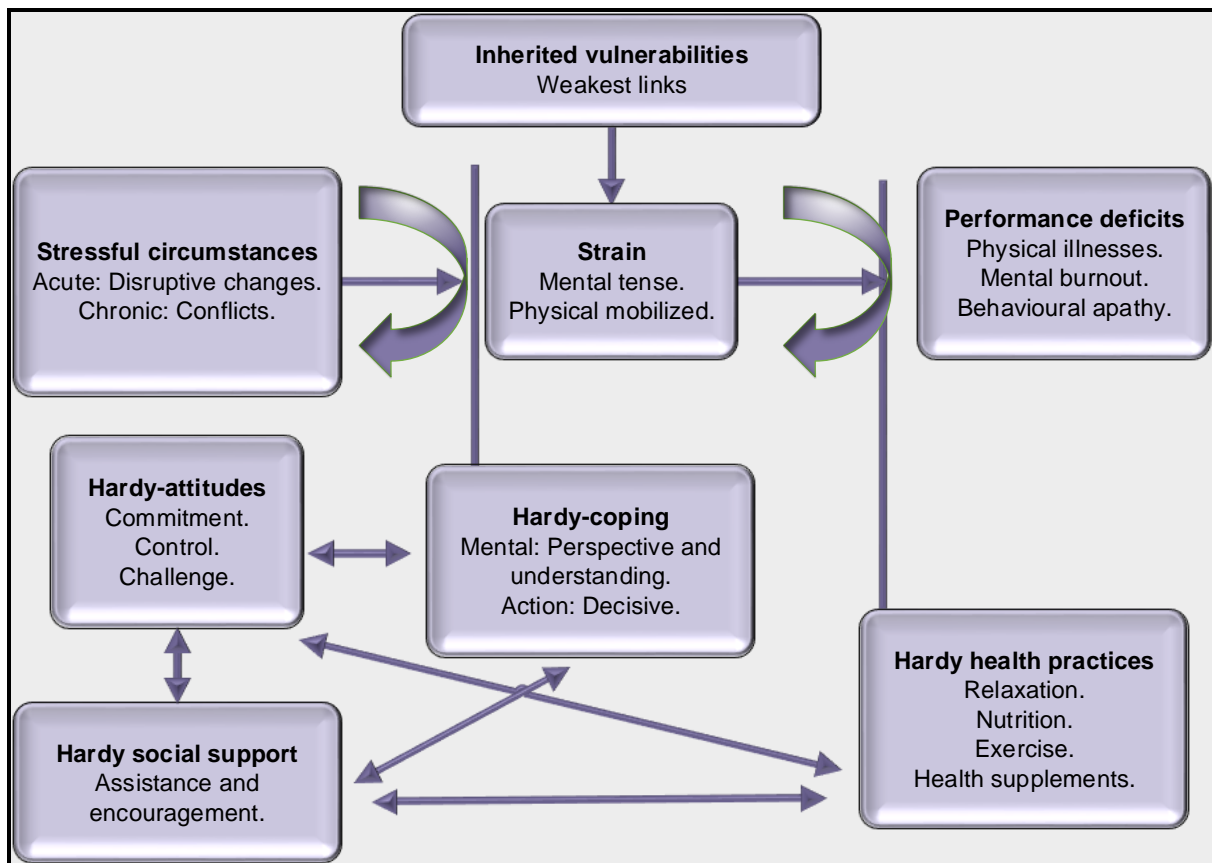 Inherited vulnerabilities
Weakest links
Stressful circumstances
Acute: Disruptive changes.
Chronic: Conflicts.
Strain
Mental tense.
Physical mobilized.
Performance deficits
Physical illnesses.
Mental burnout.
Behavioural apathy.
Hardy-attitudes
Commitment.
Control.
Challenge.
Hardy-coping
Mental: Perspective and
understanding.
Action: Decisive.
Hardy social support
Assistance and
encouragement.
Hardy health practices
Relaxation.
Nutrition.
Exercise.
Health supplements.